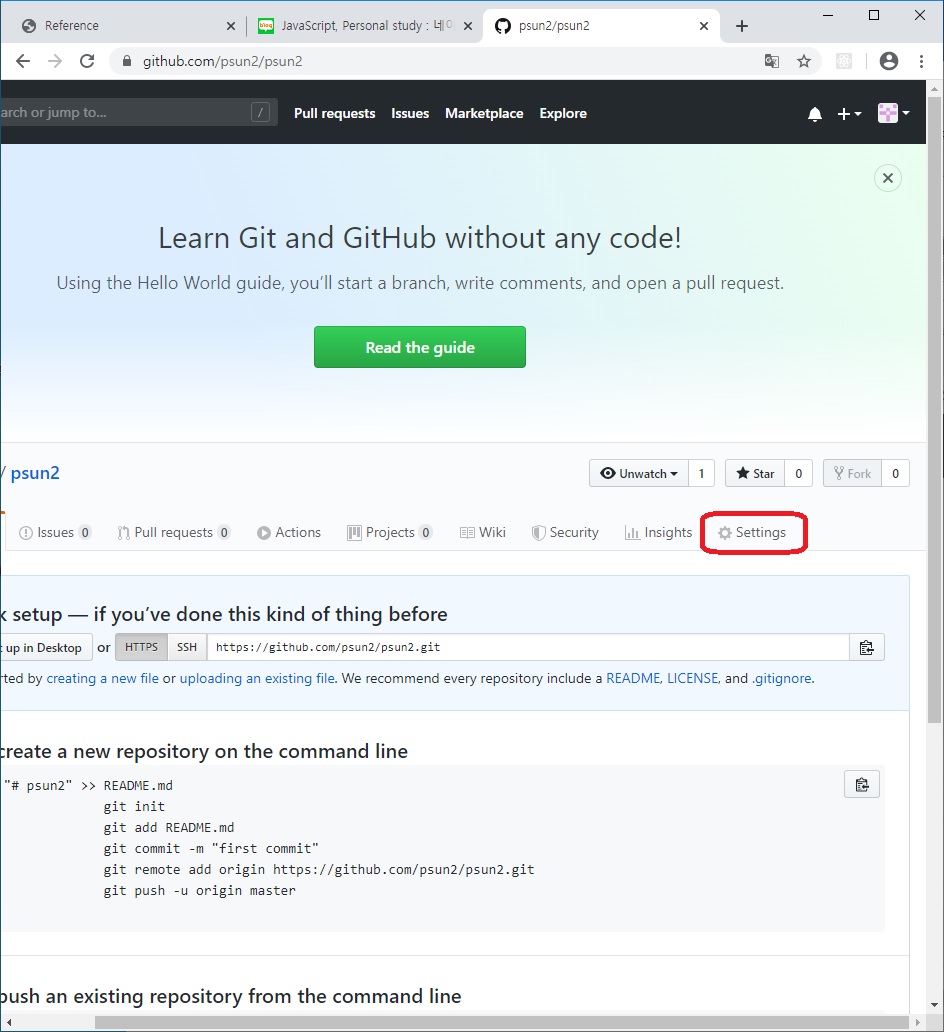 Reference
JavaScript, Personal study : 네이
psun2/psun2
github.com/psun2/psun2
arch or jump to...
/
Pull requests
Issues
Marketplace
Explore
Learn Git and GitHub without any code!
Using the Hello World guide, you’ll start a branch, write comments, and open a pull request.
Read the guide
/ psun2
Unwatch 1
Star 0
Fork 0
Issues 0
Pull requests 0
Actions
Projects 0
Wiki
Security
Insights
Settings
k setup — if you’ve done this kind of thing before
t up in Desktop or HTTPS SSH https://github.com/psun2/psun2.git
rted by creating a new file or uploading an existing file. We recommend every repository include a README, LICENSE, and .gitignore.
create a new repository on the command line
"# psun2" >> README.md
git init
git add README.md
git commit -m "first commit"
git remote add origin https://github.com/psun2/psun2.git
git push -u origin master
push an existing repository from the command line